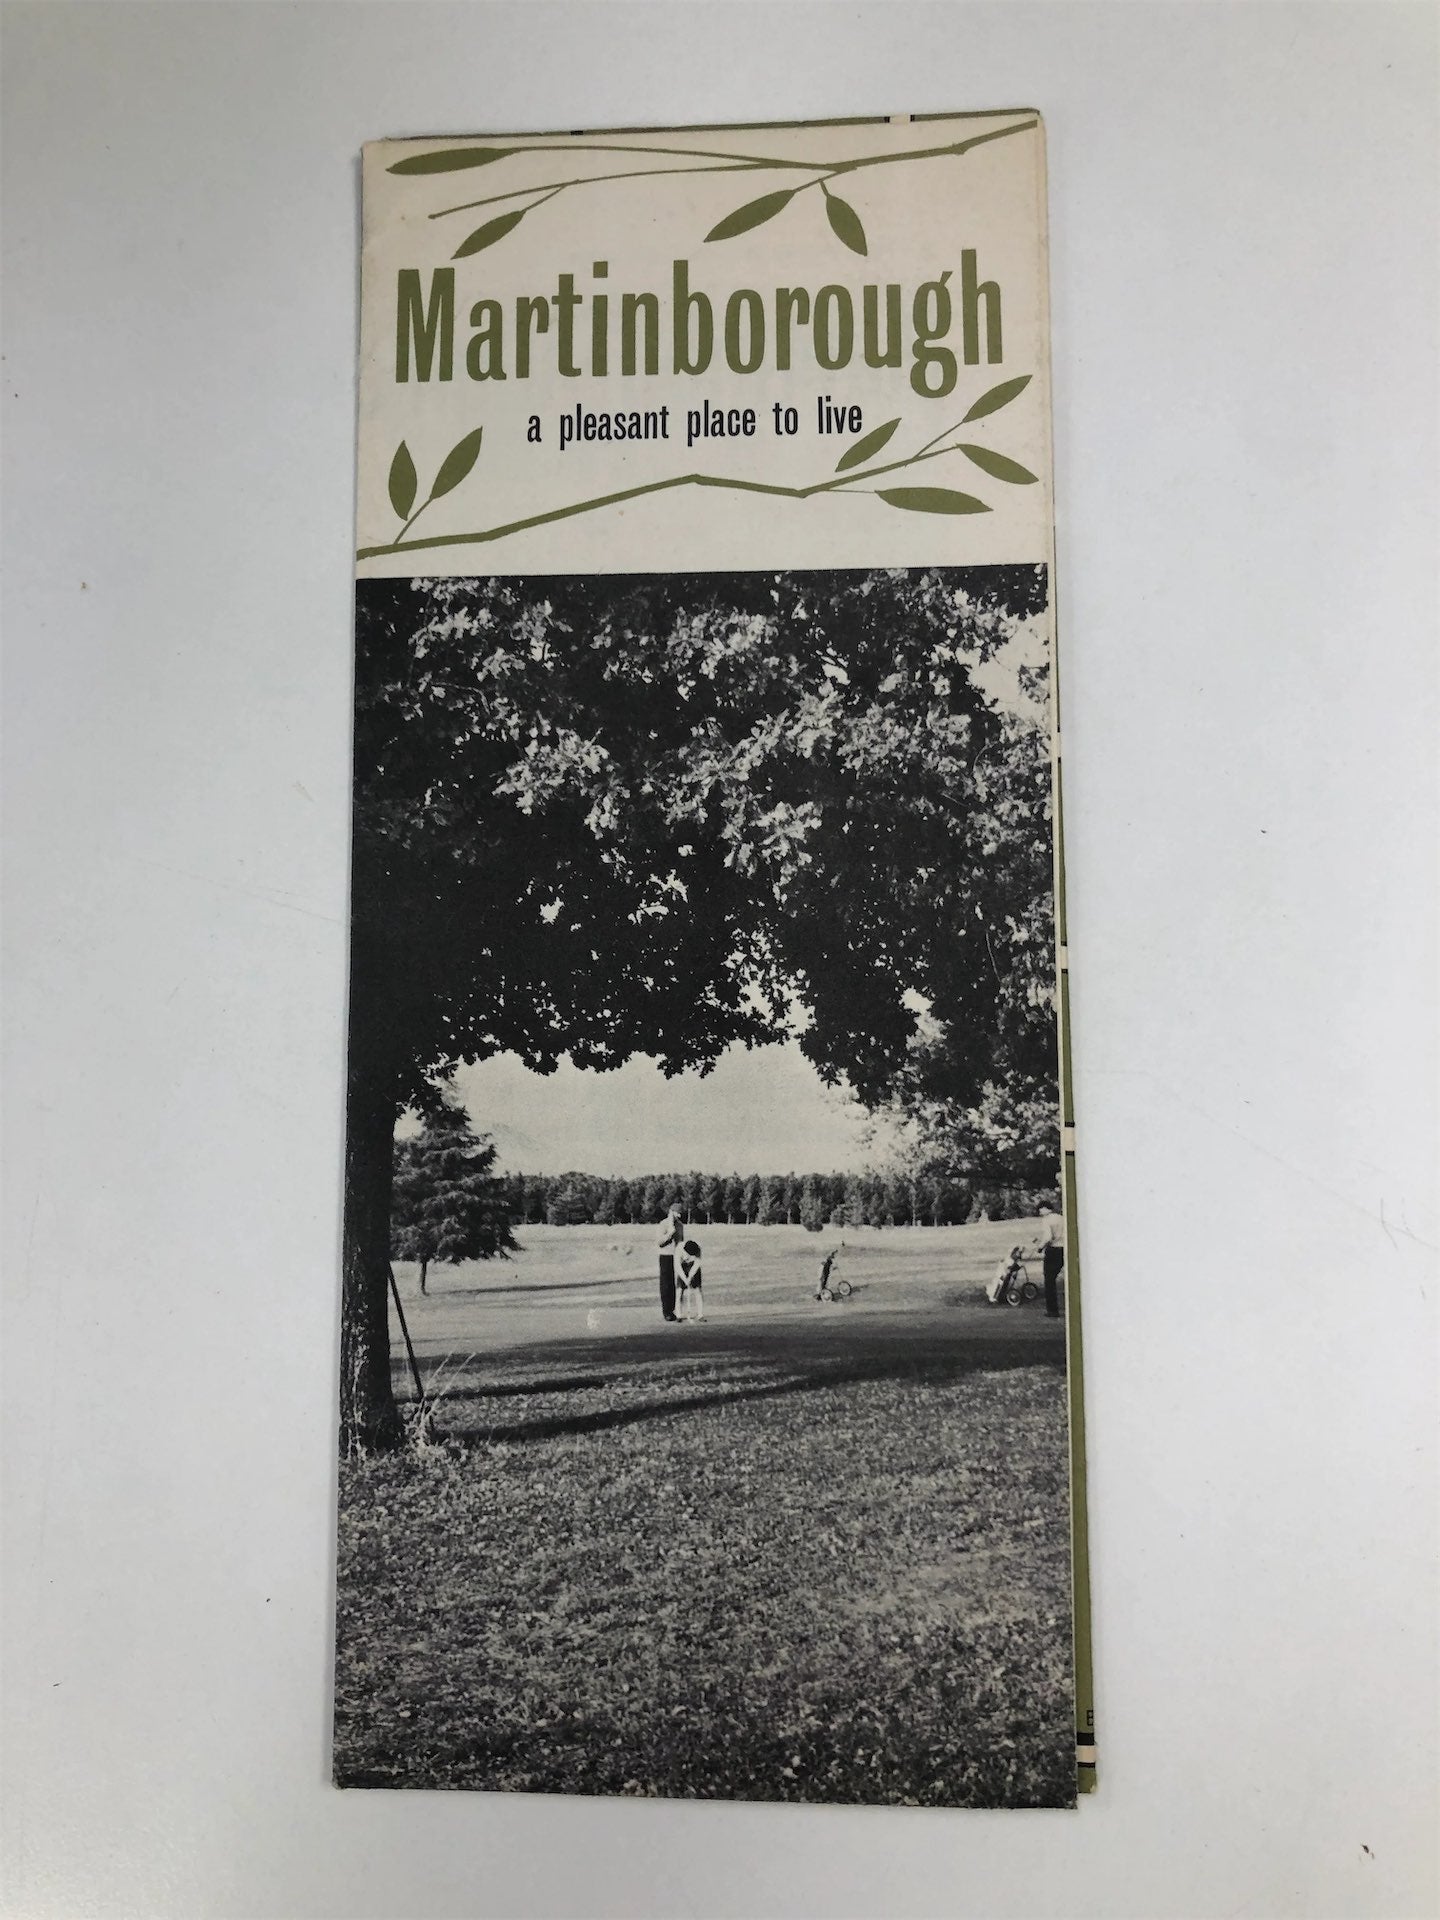 Martinborough
a pleasant place to live